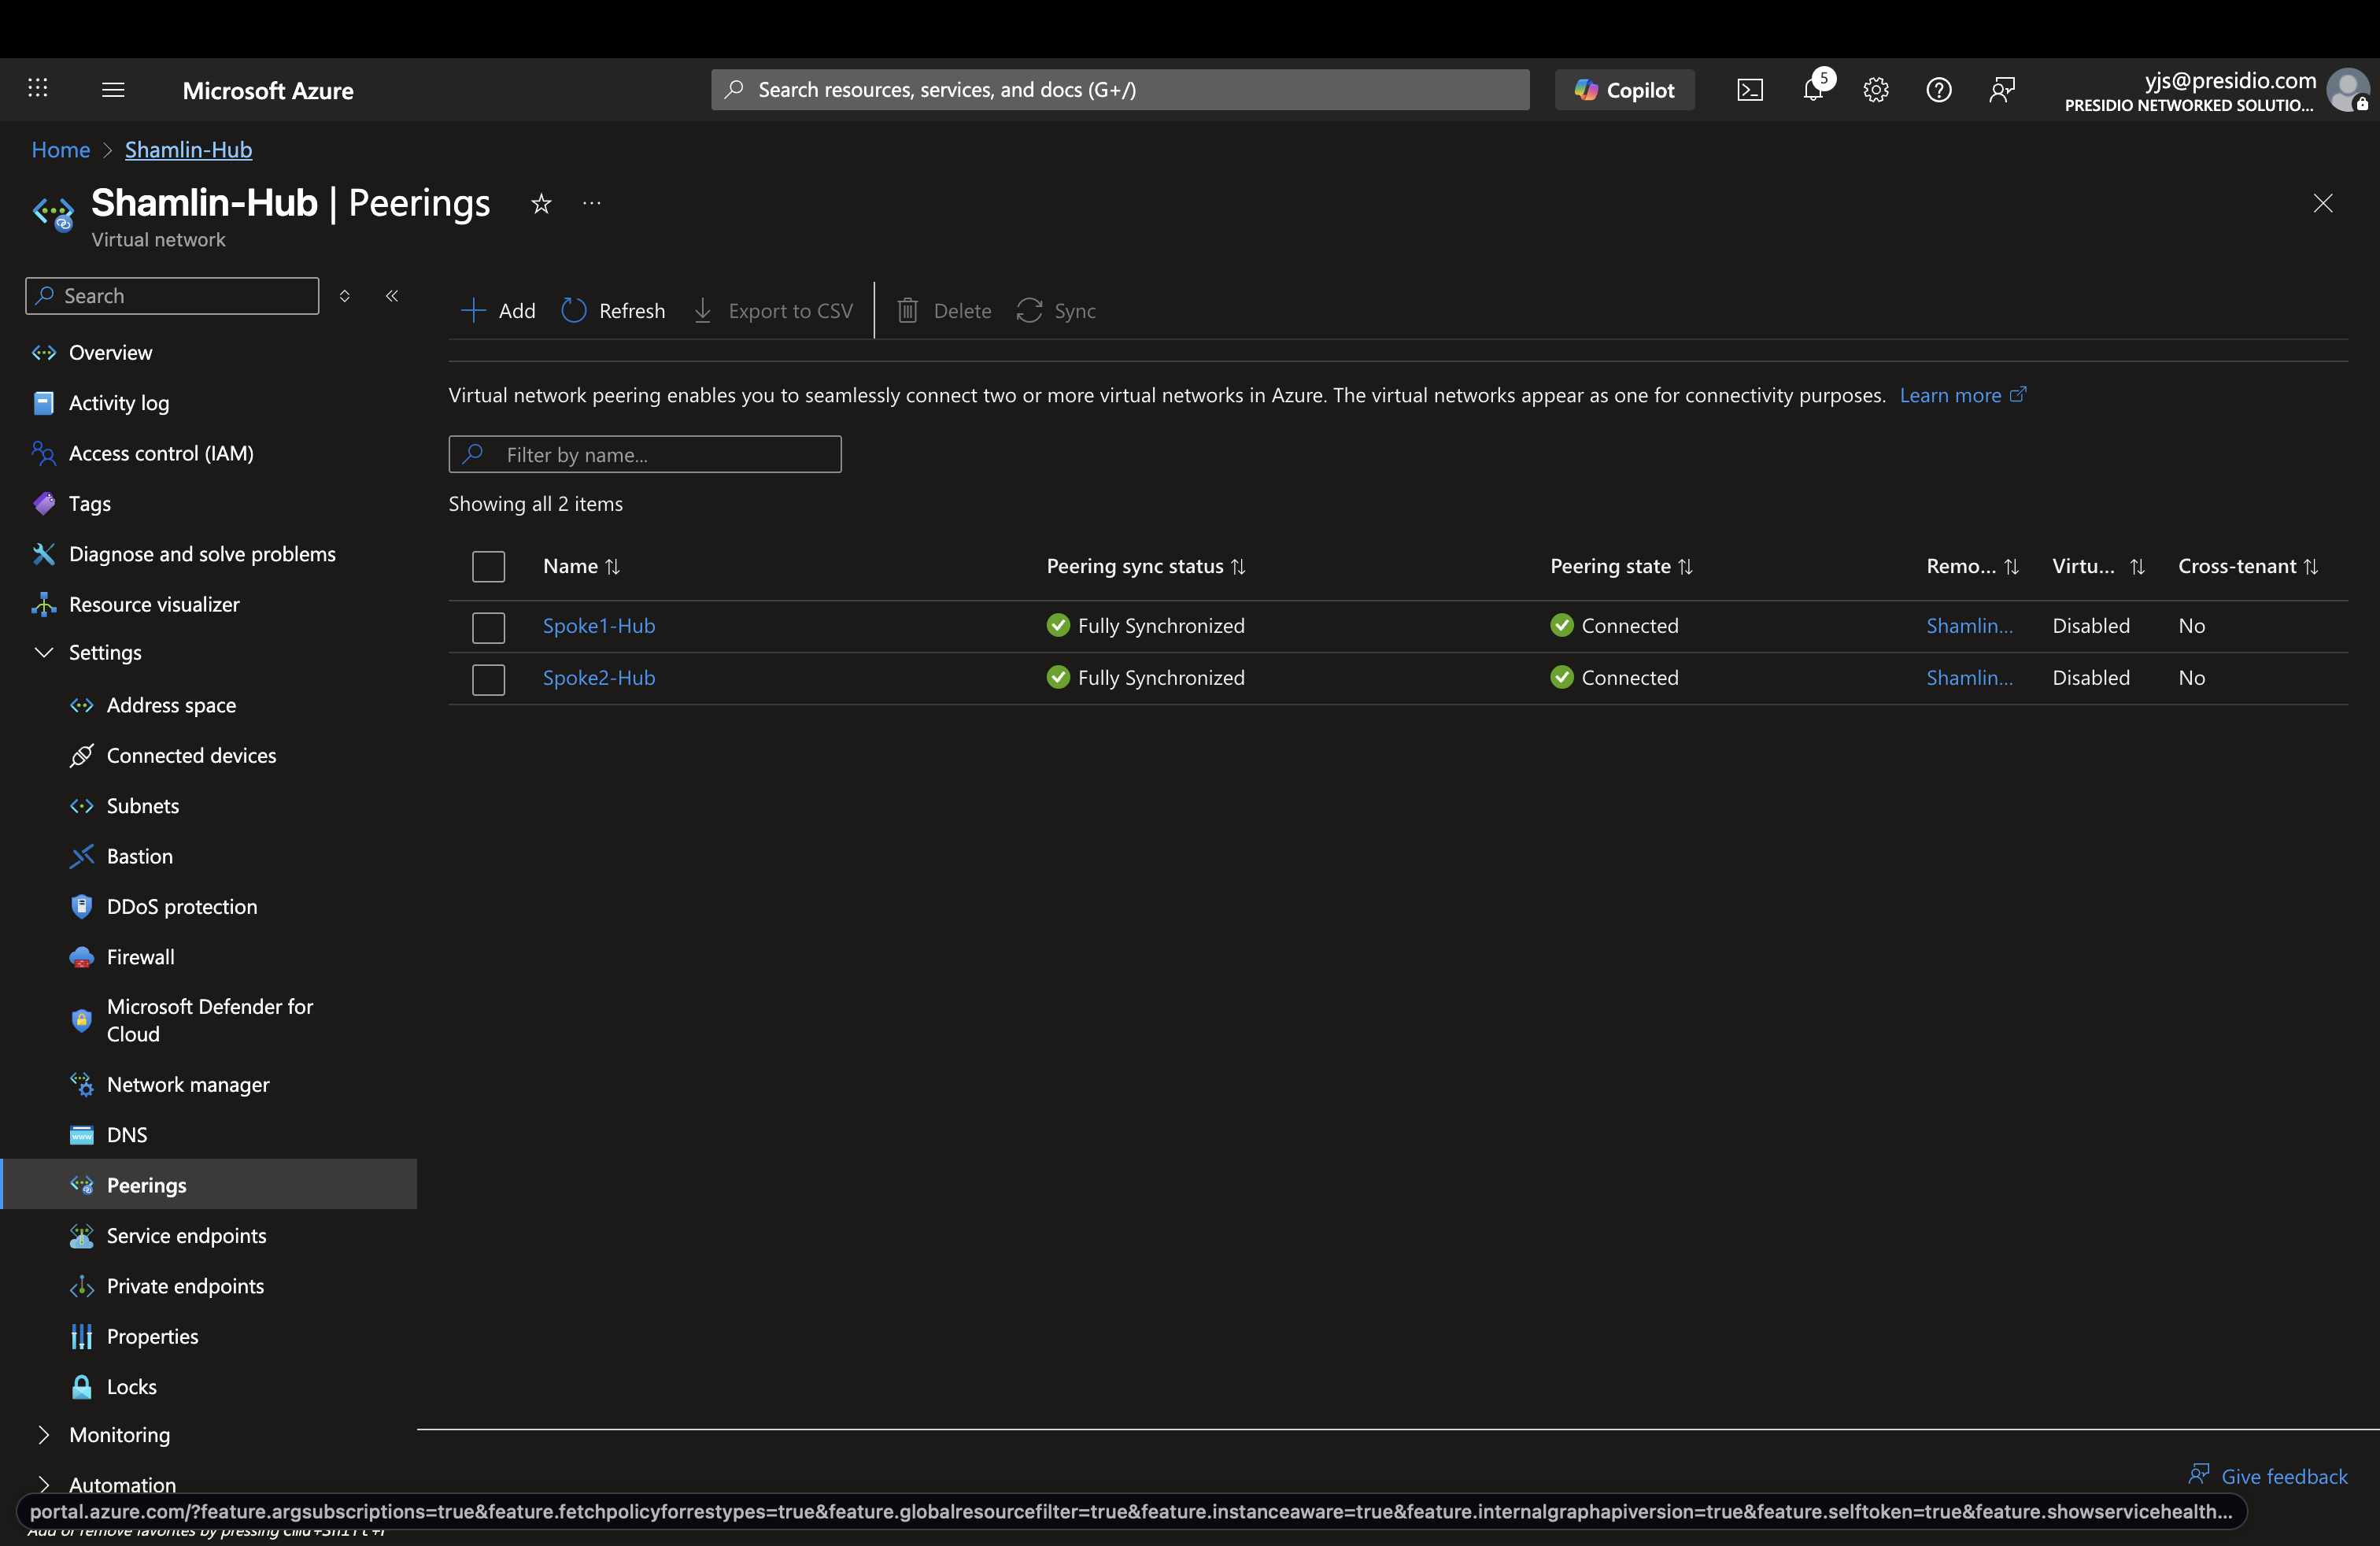 Microsoft Azure
Search resources, services, and docs (G+/)
Copilot
5
yjs@presidio.com
PRESIDIO NETWORKED SOLUTIO...
Home > Shamlin-Hub
Shamlin-Hub | Peerings
Virtual network
Search
Overview
Activity log
Access control (IAM)
Tags
Diagnose and solve problems
Resource visualizer
Settings
Address space
Connected devices
Subnets
Bastion
DDoS protection
Firewall
Microsoft Defender for
Cloud
Network manager
DNS
Peerings
Service endpoints
Private endpoints
Properties
Locks
Monitoring
Automation
Add Refresh Export to CSV Delete Sync
Virtual network peering enables you to seamlessly connect two or more virtual networks in Azure. The virtual networks appear as one for connectivity purposes. Learn more
Filter by name...
Showing all 2 items
Name Peering sync status Peering state Remo... Virtu... Cross-tenant
Spoke1-Hub Fully Synchronized Connected Shamlin... Disabled No
Spoke2-Hub Fully Synchronized Connected Shamlin... Disabled No
Give feedback
portal.azure.com/?feature.argsubscriptions=true&feature.fetchpolicyforrestypes=true&feature.globalresourcefilter=true&feature.instanceaware=true&feature.internalgraphapiversion=true&feature.selftoken=true&feature.showservicehealth...
Add or remove favorites by pressing Cmd+Shift+F